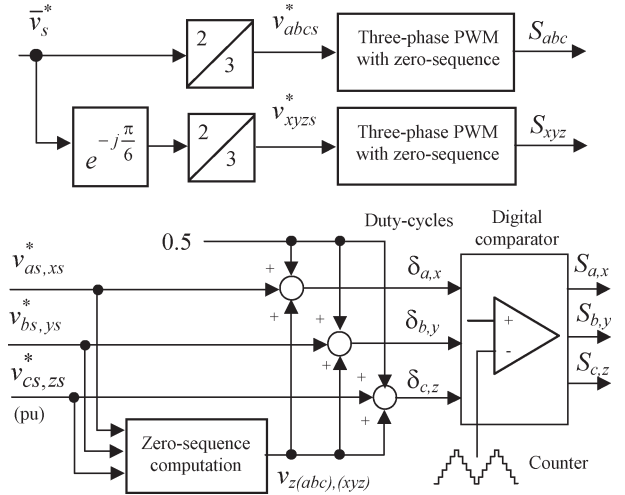 v̅*s
2
3
v*abcs
Three-phase PWM
with zero-sequence
Sabc
e^-jπ/6
2
3
v*xyzs
Three-phase PWM
with zero-sequence
Sxyz
0.5
Duty-cycles
Digital
comparator
v*as,xs
+
+
δa,x
Sa,x
v*bs,ys
+
+
δb,y
+
-
Sb,y
v*cs,zs
+
+
δc,z
Sc,z
(pu)
Zero-sequence
computation
vz(abc),(xyz)
Counter